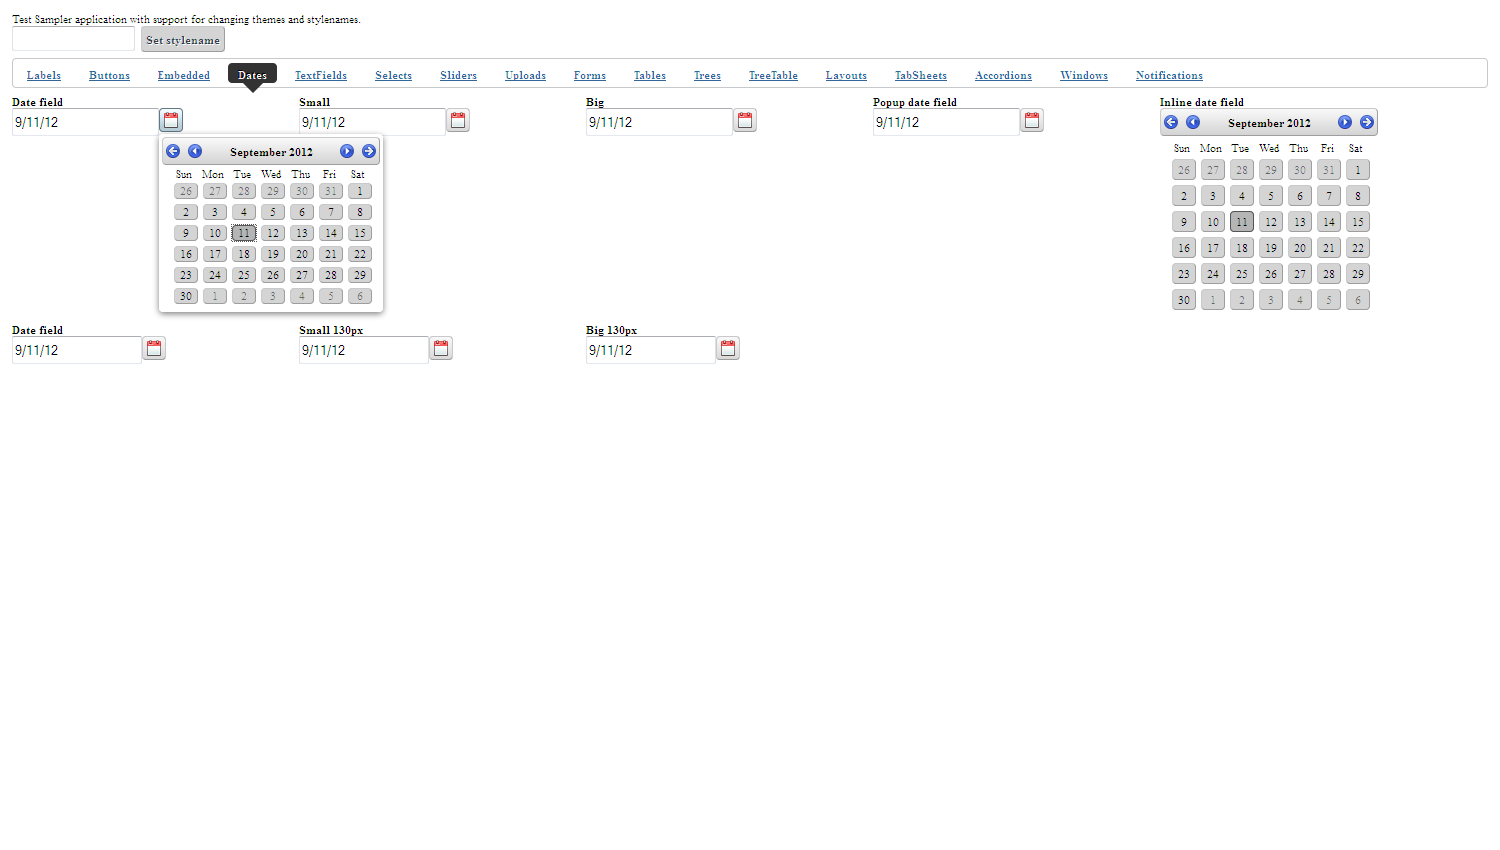 Test Sampler application with support for changing themes and stylenames.
Set stylename
Labels Buttons Embedded Dates TextFields Selects Sliders Uploads Forms Tables Trees TreeTable Layouts TabSheets Accordions Windows Notifications
Date field Small Big Popup date field Inline date field
9/11/12 9/11/12 9/11/12 9/11/12
September 2012
Sun Mon Tue Wed Thu Fri Sat
26 27 28 29 30 31 1
2 3 4 5 6 7 8
9 10 11 12 13 14 15
16 17 18 19 20 21 22
23 24 25 26 27 28 29
30 1 2 3 4 5 6
September 2012
Sun Mon Tue Wed Thu Fri Sat
26 27 28 29 30 31 1
2 3 4 5 6 7 8
9 10 11 12 13 14 15
16 17 18 19 20 21 22
23 24 25 26 27 28 29
30 1 2 3 4 5 6
Date field Small 130px Big 130px
9/11/12 9/11/12 9/11/12